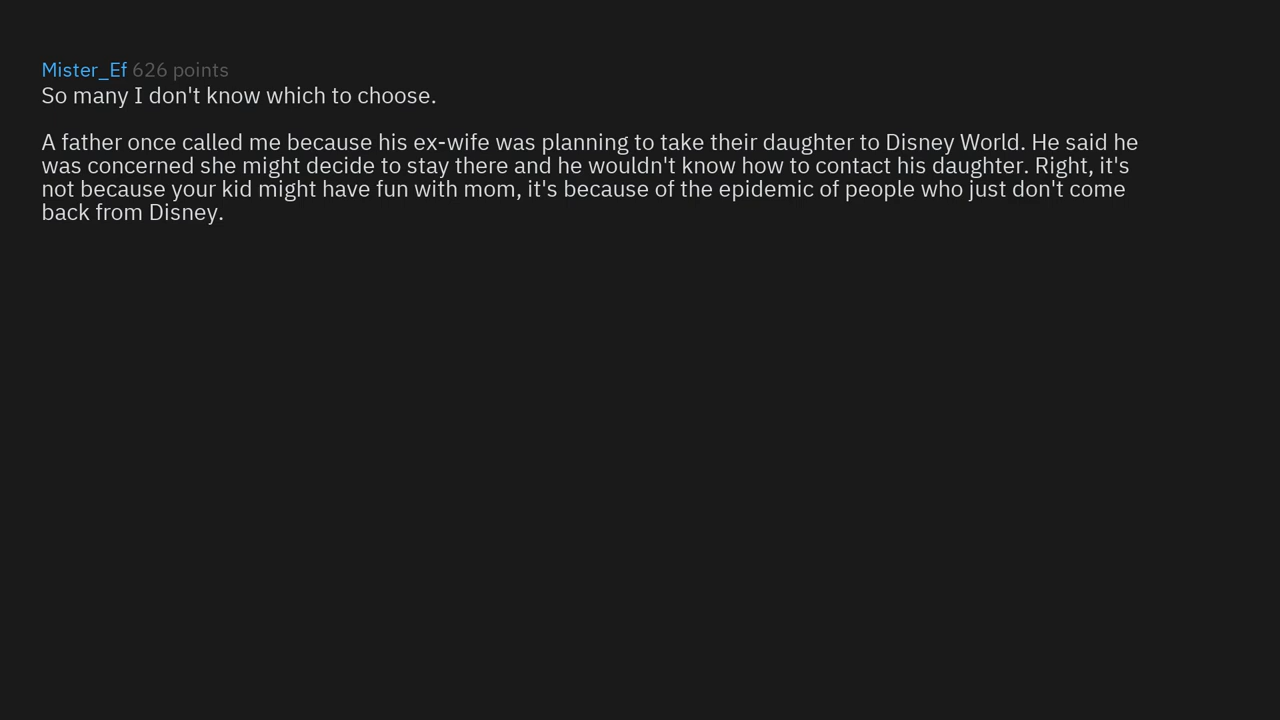 Mister_Ef 626 points
So many I don't know which to choose.
A father once called me because his ex-wife was planning to take their daughter to Disney World. He said he
was concerned she might decide to stay there and he wouldn't know how to contact his daughter. Right, it's
not because your kid might have fun with mom, it's because of the epidemic of people who just don't come
back from Disney.